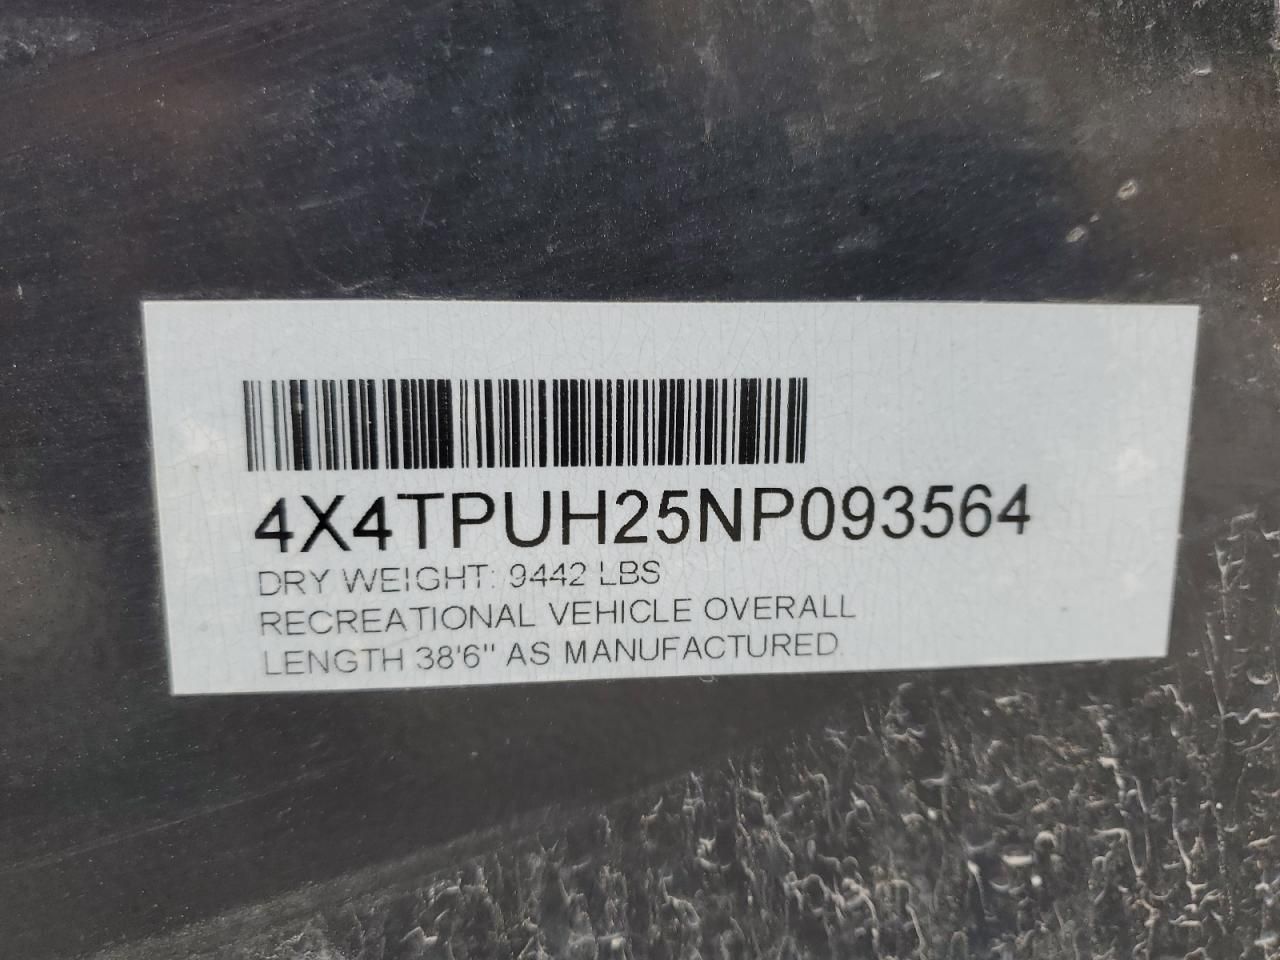 4X4TPUH25NP093564
DRY WEIGHT: 9442 LBS
RECREATIONAL VEHICLE OVERALL
LENGTH 38'6" AS MANUFACTURED.